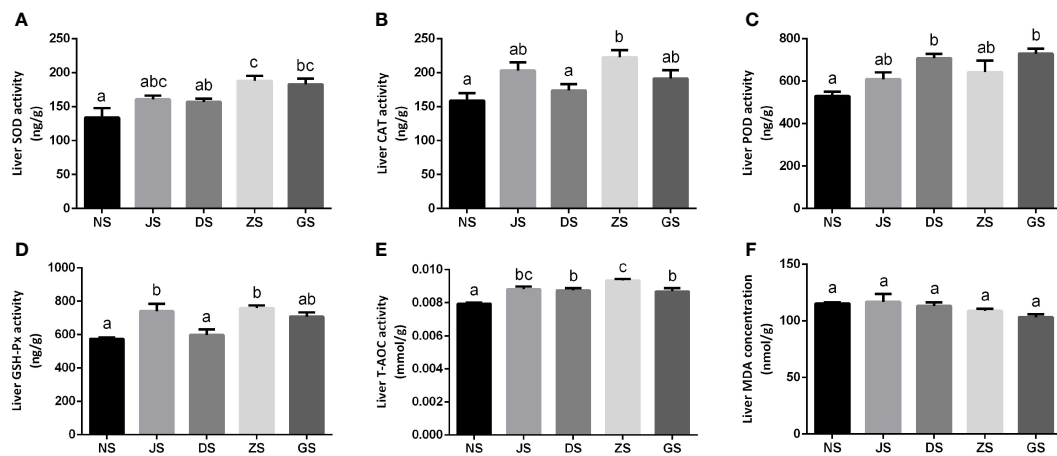 A
Liver SOD activity
(ng/g)
250
200
150
100
50
0
a
abc
ab
c
bc
NS
JS
DS
ZS
GS
B
Liver CAT activity
(ng/g)
250
200
150
100
50
0
a
ab
a
b
ab
NS
JS
DS
ZS
GS
C
Liver POD activity
(ng/g)
800
600
400
200
0
a
ab
b
ab
b
NS
JS
DS
ZS
GS
D
Liver GSH-Px activity
(ng/g)
1000
800
600
400
200
0
a
b
a
b
ab
NS
JS
DS
ZS
GS
E
Liver T-AOC activity
(mmol/g)
0.010
0.008
0.006
0.004
0.002
0.000
a
bc
b
c
b
NS
JS
DS
ZS
GS
F
Liver MDA concentration
(nmol/g)
150
100
50
0
a
a
a
a
a
NS
JS
DS
ZS
GS